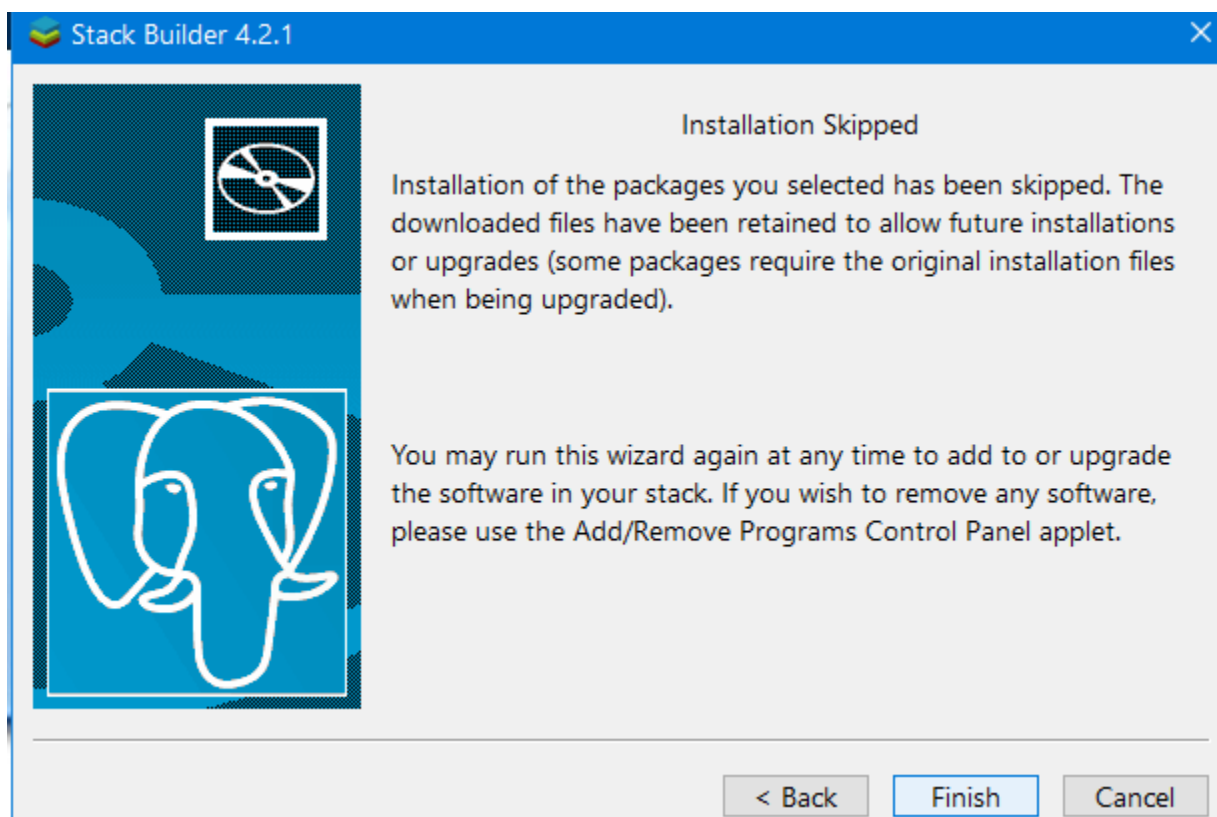 Stack Builder 4.2.1
Installation Skipped
Installation of the packages you selected has been skipped. The
downloaded files have been retained to allow future installations
or upgrades (some packages require the original installation files
when being upgraded).
You may run this wizard again at any time to add to or upgrade
the software in your stack. If you wish to remove any software,
please use the Add/Remove Programs Control Panel applet.
< Back Finish Cancel